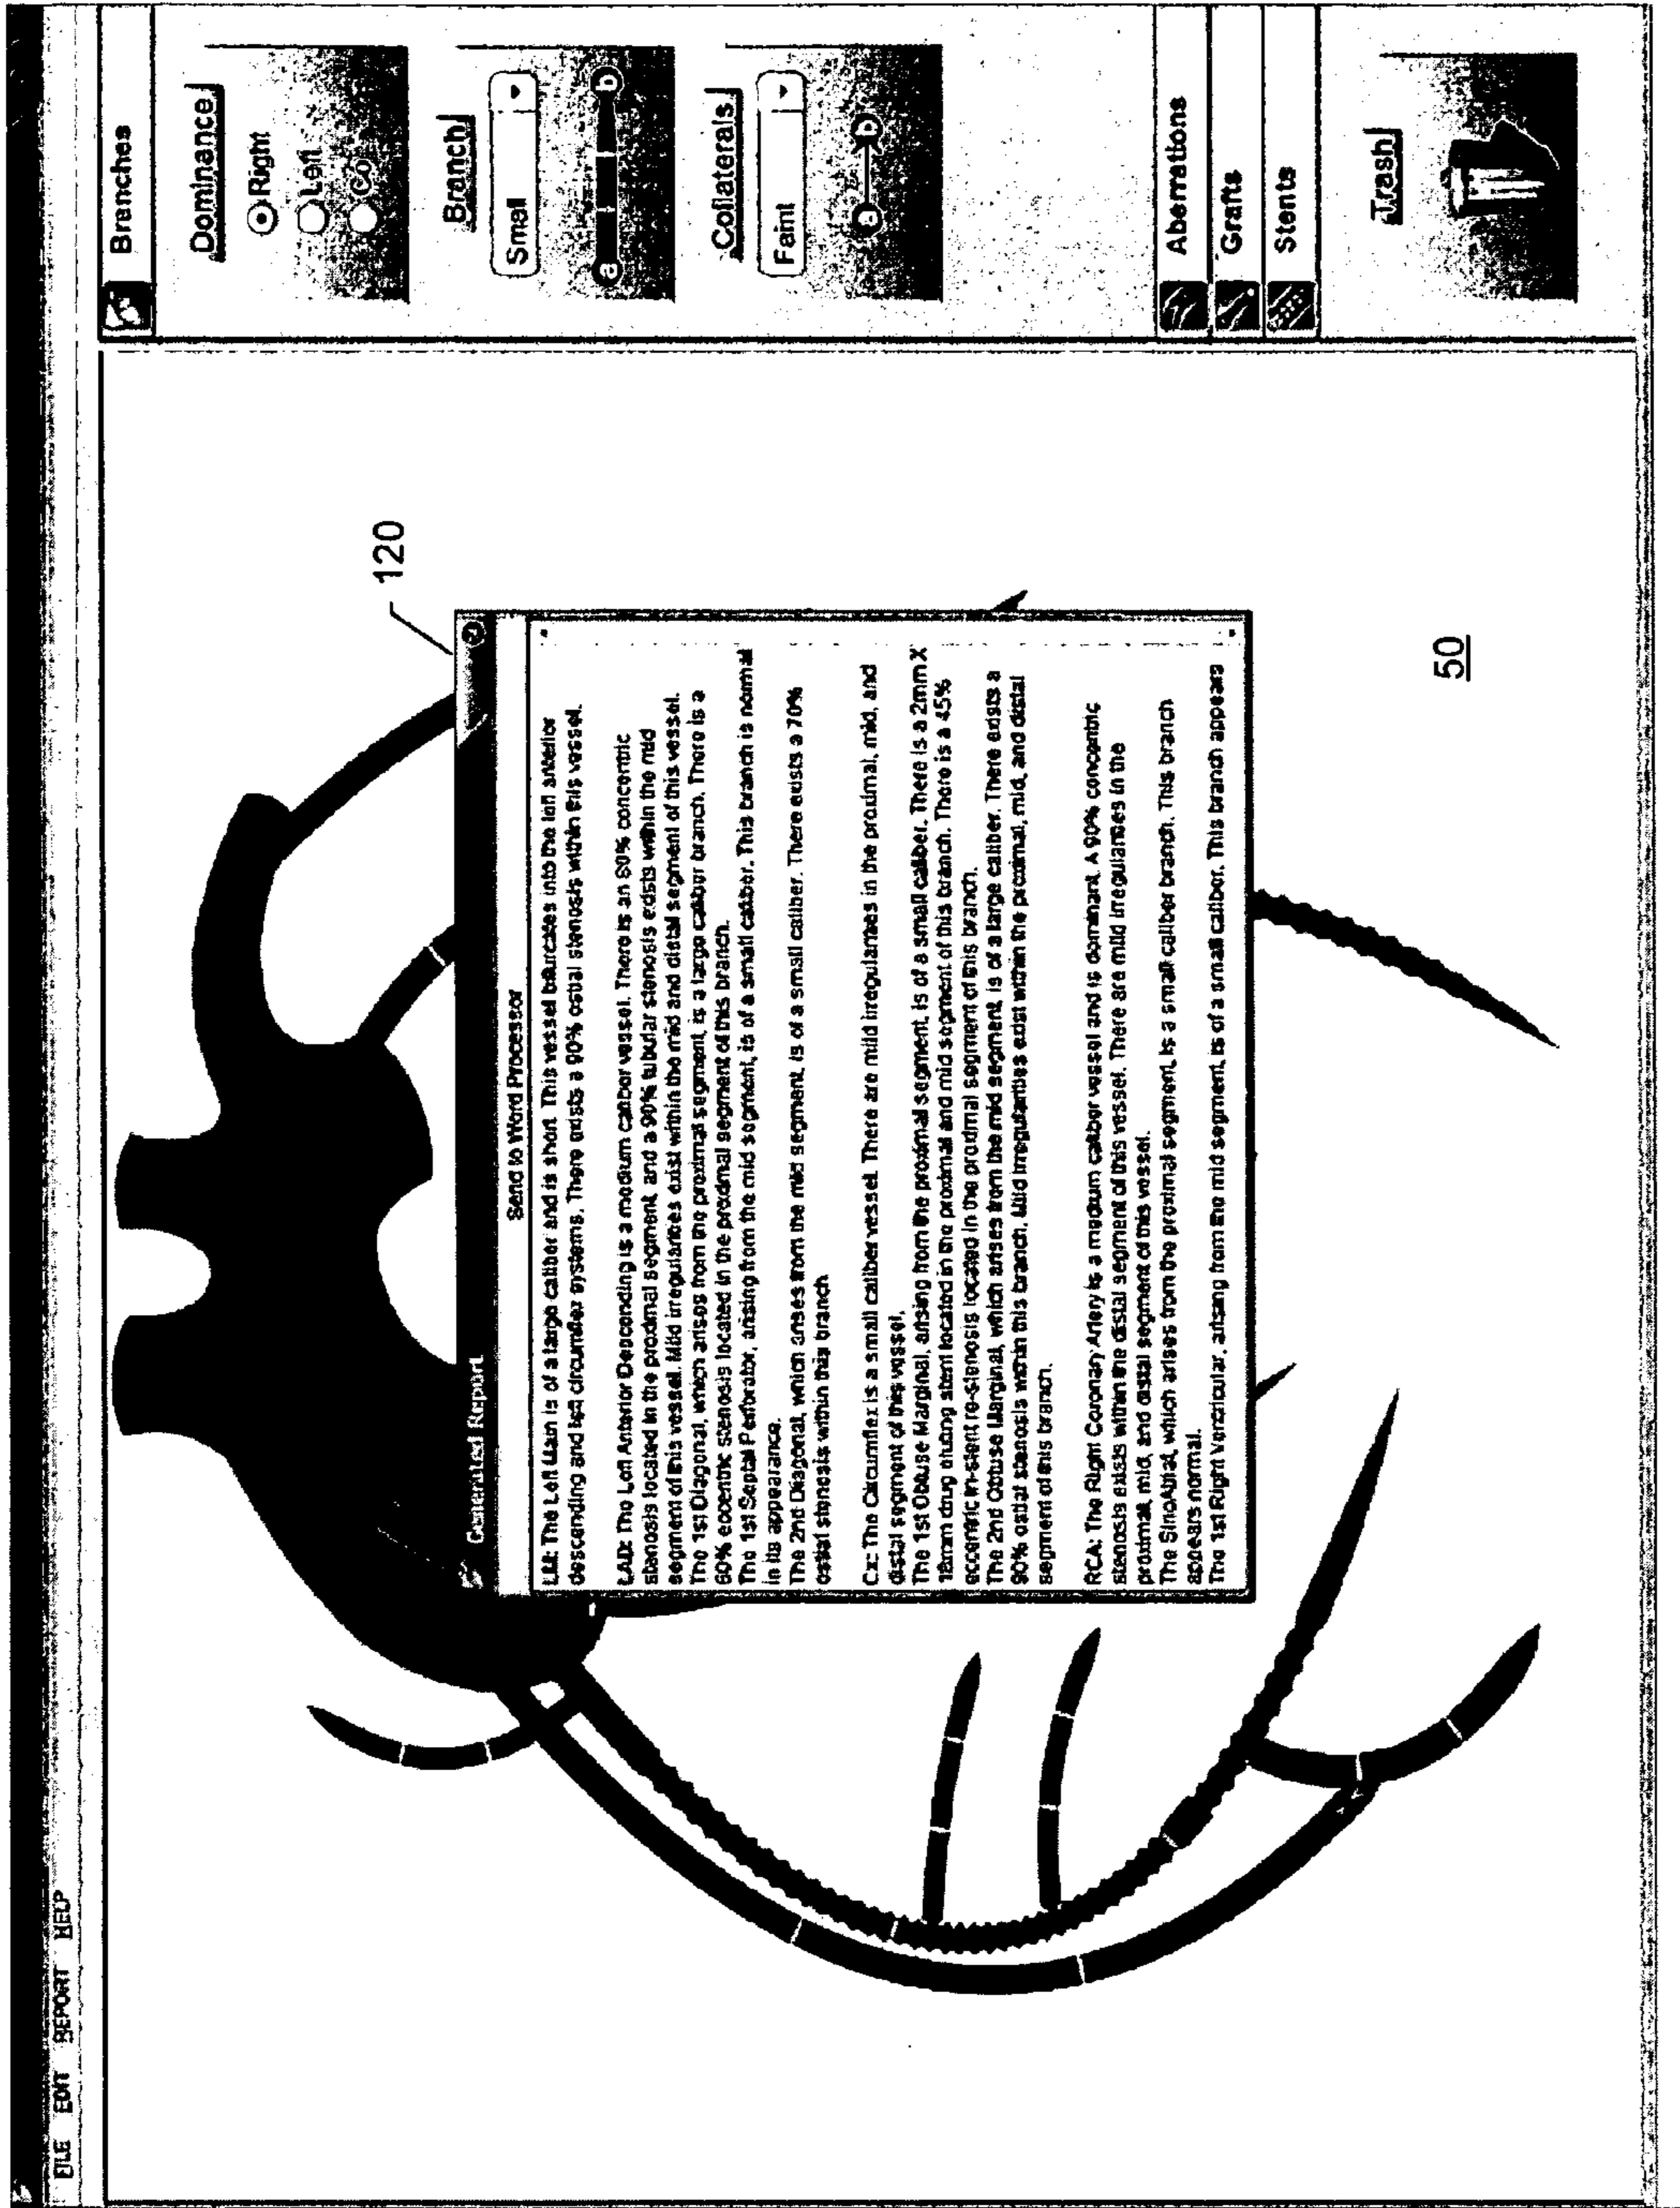 FILE EDIT REPORT HELP
Branches
Dominance
Right
Left
Co
Branch
Small
a b
Collaterals
Faint
a b
Aberrations
Grafts
Stents
Trash
120
50
Generated Report
Send to Word Processor
LM: The Left Main is of a large caliber and is short. This vessel bifurcates into the left anterior
descending and left circumflex systems. There exists a 90% ostial stenosis within this vessel.
LAD: The Left Anterior Descending is a medium caliber vessel. There is an 80% concentric
stenosis located in the proximal segment, and a 90% tubular stenosis exists within the mid
segment of this vessel. Mild irregularities exist within the mid and distal segment of this vessel.
The 1st Diagonal, which arises from the proximal segment, is a large caliber branch. There is a
60% eccentric stenosis located in the proximal segment of this branch.
The 1st Septal Perforator, arising from the mid segment, is of a small caliber. This branch is normal
in its appearance.
The 2nd Diagonal, which arises from the mid segment, is of a small caliber. There exists a 70%
ostial stenosis within this branch
Cx: The Circumflex is a small caliber vessel. There are mild irregularities in the proximal, mid, and
distal segment of this vessel.
The 1st Obtuse Marginal, arising from the proximal segment, is of a small caliber. There is a 2mm X
18mm drug eluting stent located in the proximal and mid segment of this branch. There is a 45%
eccentric in-stent re-stenosis located in the proximal segment of this branch.
The 2nd Obtuse Marginal, which arises from the mid segment, is of a large caliber. There exists a
90% ostial stenosis within this branch. Mild irregularities exist within the proximal, mid, and distal
segment of this branch.
RCA: The Right Coronary Artery is a medium caliber vessel and is dominant. A 90% concentric
stenosis exists within the distal segment of this vessel. There are mild irregularities in the
proximal, mid, and distal segment of this vessel.
The SinoAtrial, which arises from the proximal segment, is a small caliber branch. This branch
appears normal.
The 1st Right Ventricular, arising from the mid segment, is of a small caliber. This branch appears